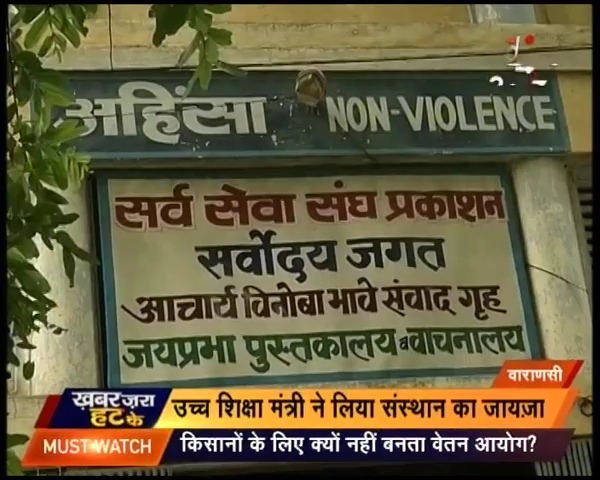 अहिंसा NON-VIOLENCE
सर्व सेवा संघ प्रकाशन
सर्वोदय जगत
आचार्य विनोबा भावे संवाद गृह
जयप्रभा पुस्तकालय व वाचनालय
वाराणसी
ख़बर ज़रा हट के
उच्च शिक्षा मंत्री ने लिया संस्थान का जायज़ा
MUST WATCH
किसानों के लिए क्यों नहीं बनता वेतन आयोग?